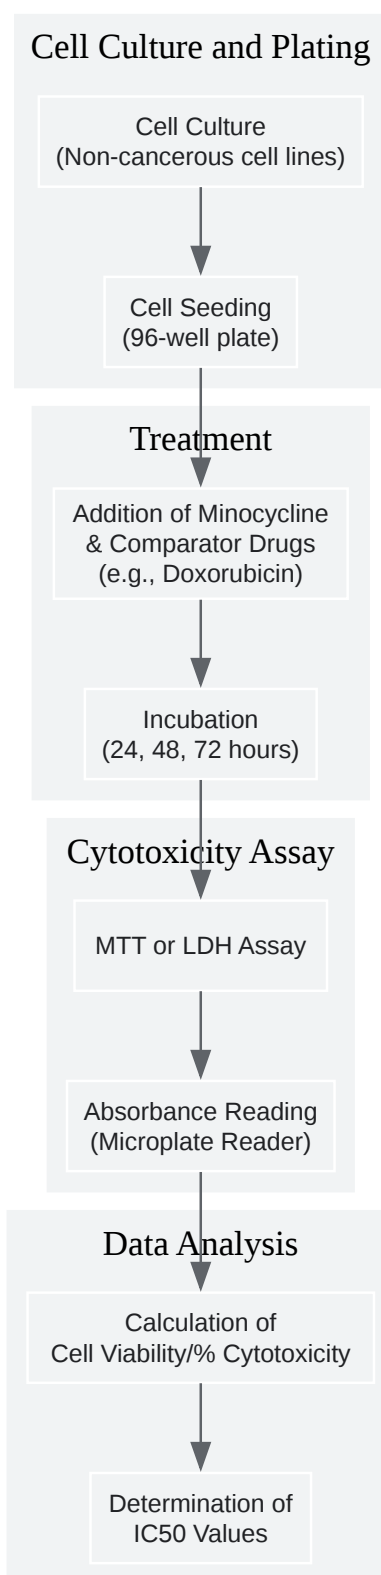 Cell Culture and Plating
Cell Culture
(Non-cancerous cell lines)
Cell Seeding
(96-well plate)
Treatment
Addition of Minocycline
& Comparator Drugs
(e.g., Doxorubicin)
Incubation
(24, 48, 72 hours)
Cytotoxicity Assay
MTT or LDH Assay
Absorbance Reading
(Microplate Reader)
Data Analysis
Calculation of
Cell Viability/% Cytotoxicity
Determination of
IC50 Values